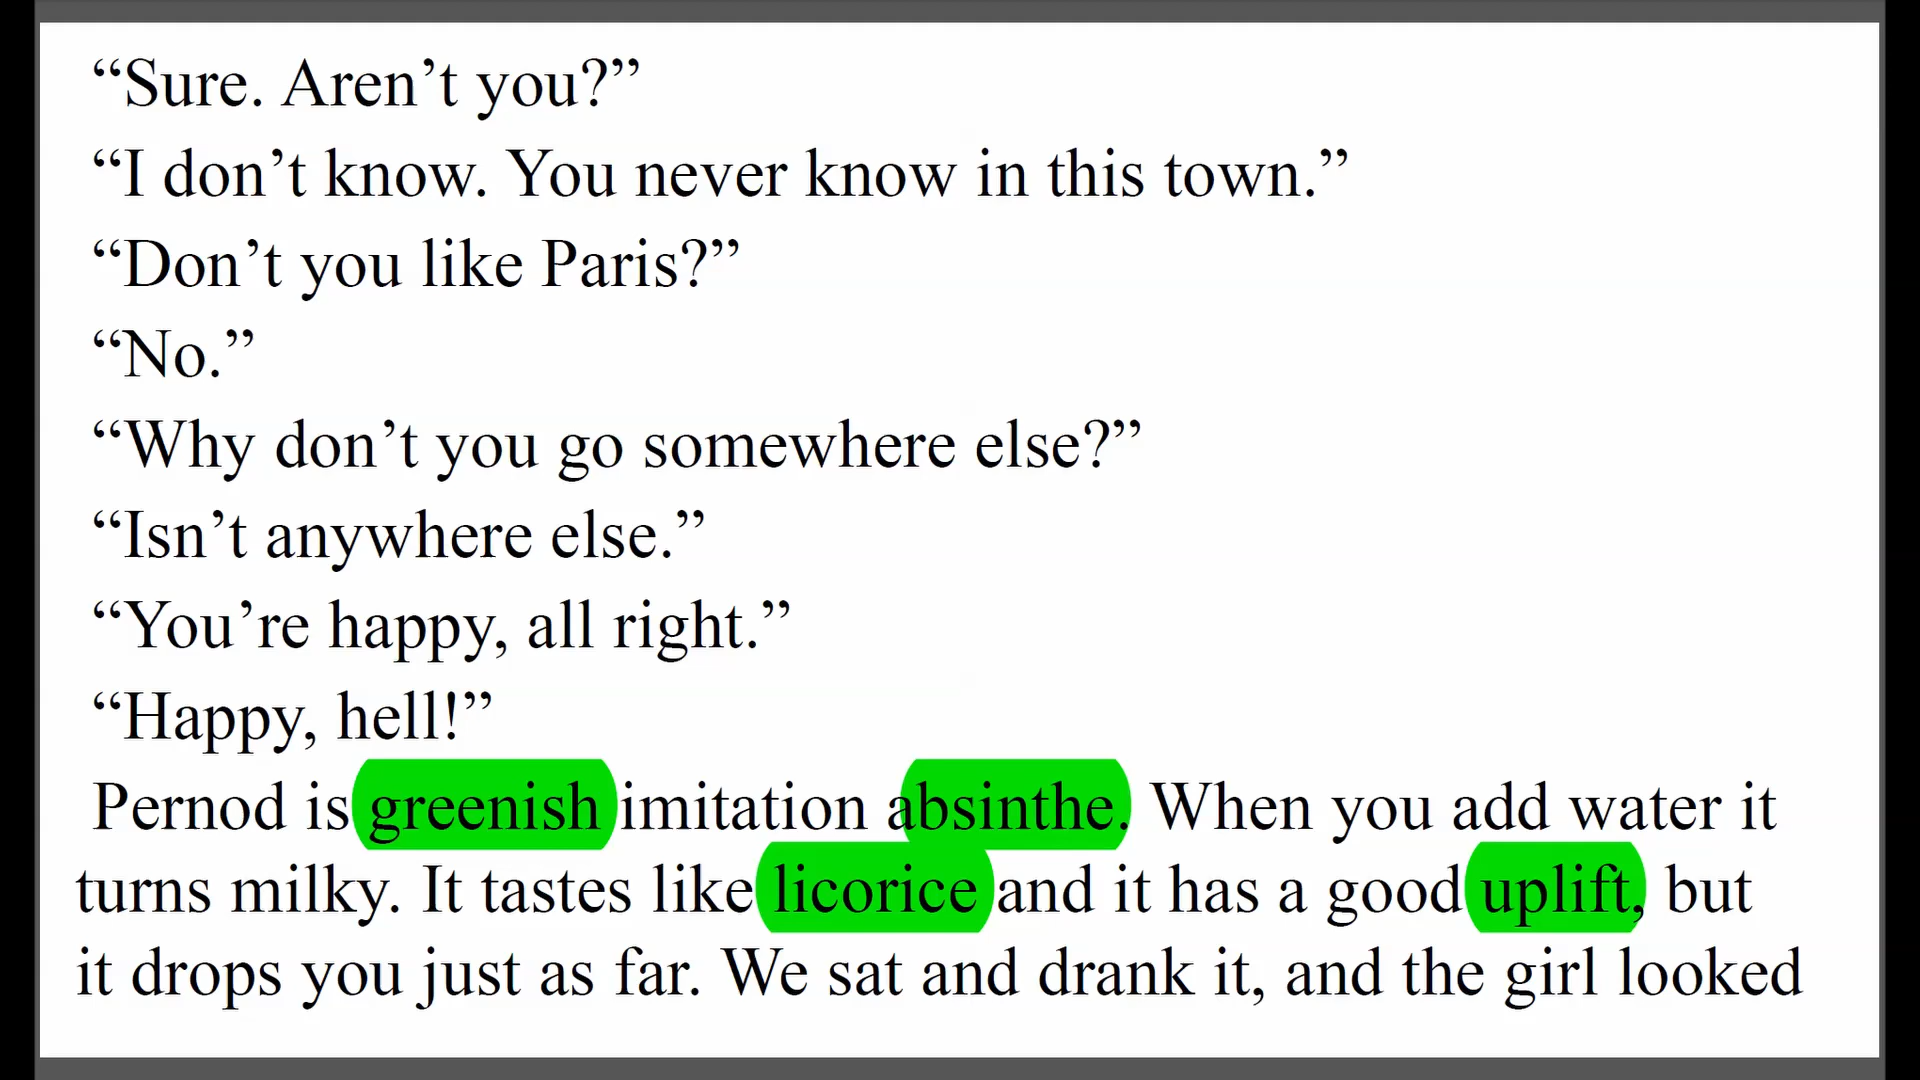 “Sure. Aren’t you?”
“I don’t know. You never know in this town.”
“Don’t you like Paris?”
“No.”
“Why don’t you go somewhere else?”
“Isn’t anywhere else.”
“You’re happy, all right.”
“Happy, hell!”
Pernod is greenish imitation absinthe. When you add water it
turns milky. It tastes like licorice and it has a good uplift, but
it drops you just as far. We sat and drank it, and the girl looked